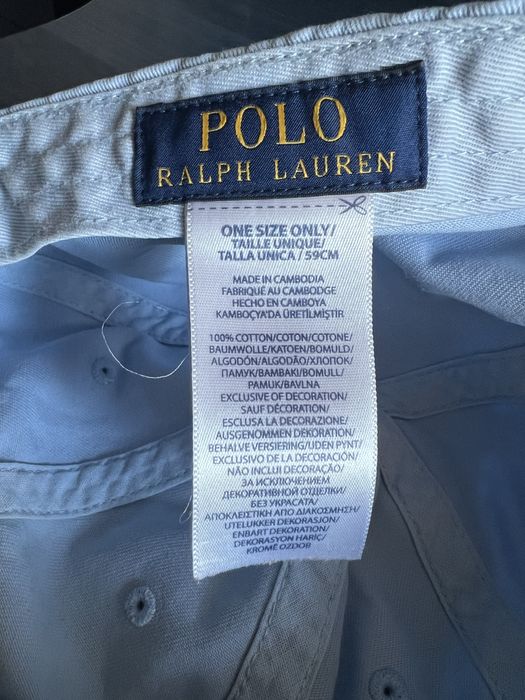 POLO
RALPH LAUREN
ONE SIZE ONLY/
TAILLE UNIQUE/
TALLA UNICA / 59CM
MADE IN CAMBODIA
FABRIQUÉ AU CAMBODGE
HECHO EN CAMBOYA
KAMBOÇYA'DA ÜRETİLMİŞTİR
100% COTTON/COTON/COTONE/
BAUMWOLLE/KATOEN/BOMULD/
ALGODÓN/ALGODÃO/ХЛОПОК/
ПАМУК/ΒΑΜΒΑΚΙ/BOMULL/
PAMUK/BAVLNA
EXCLUSIVE OF DECORATION/
SAUF DÉCORATION/
ESCLUSA LA DECORAZIONE/
AUSGENOMMEN DEKORATION/
BEHALVE VERSIERING/UDEN PYNT/
EXCLUSIVO DE LA DECORACIÓN/
NÃO INCLUI DECORAÇÃO/
ЗА ИСКЛЮЧЕНИЕМ
ДЕКОРАТИВНОЙ ОТДЕЛКИ/
БЕЗ УКРАСАТА/
ΑΠΟΚΛΕΙΣΤΙΚΗ ΑΠΟ ΔΙΑΚΟΣΜΗΣΗ/
UTELUKKER DEKORASJON/
ENBART DEKORATION/
DEKORASYON HARİÇ/
KROMĚ OZDOB